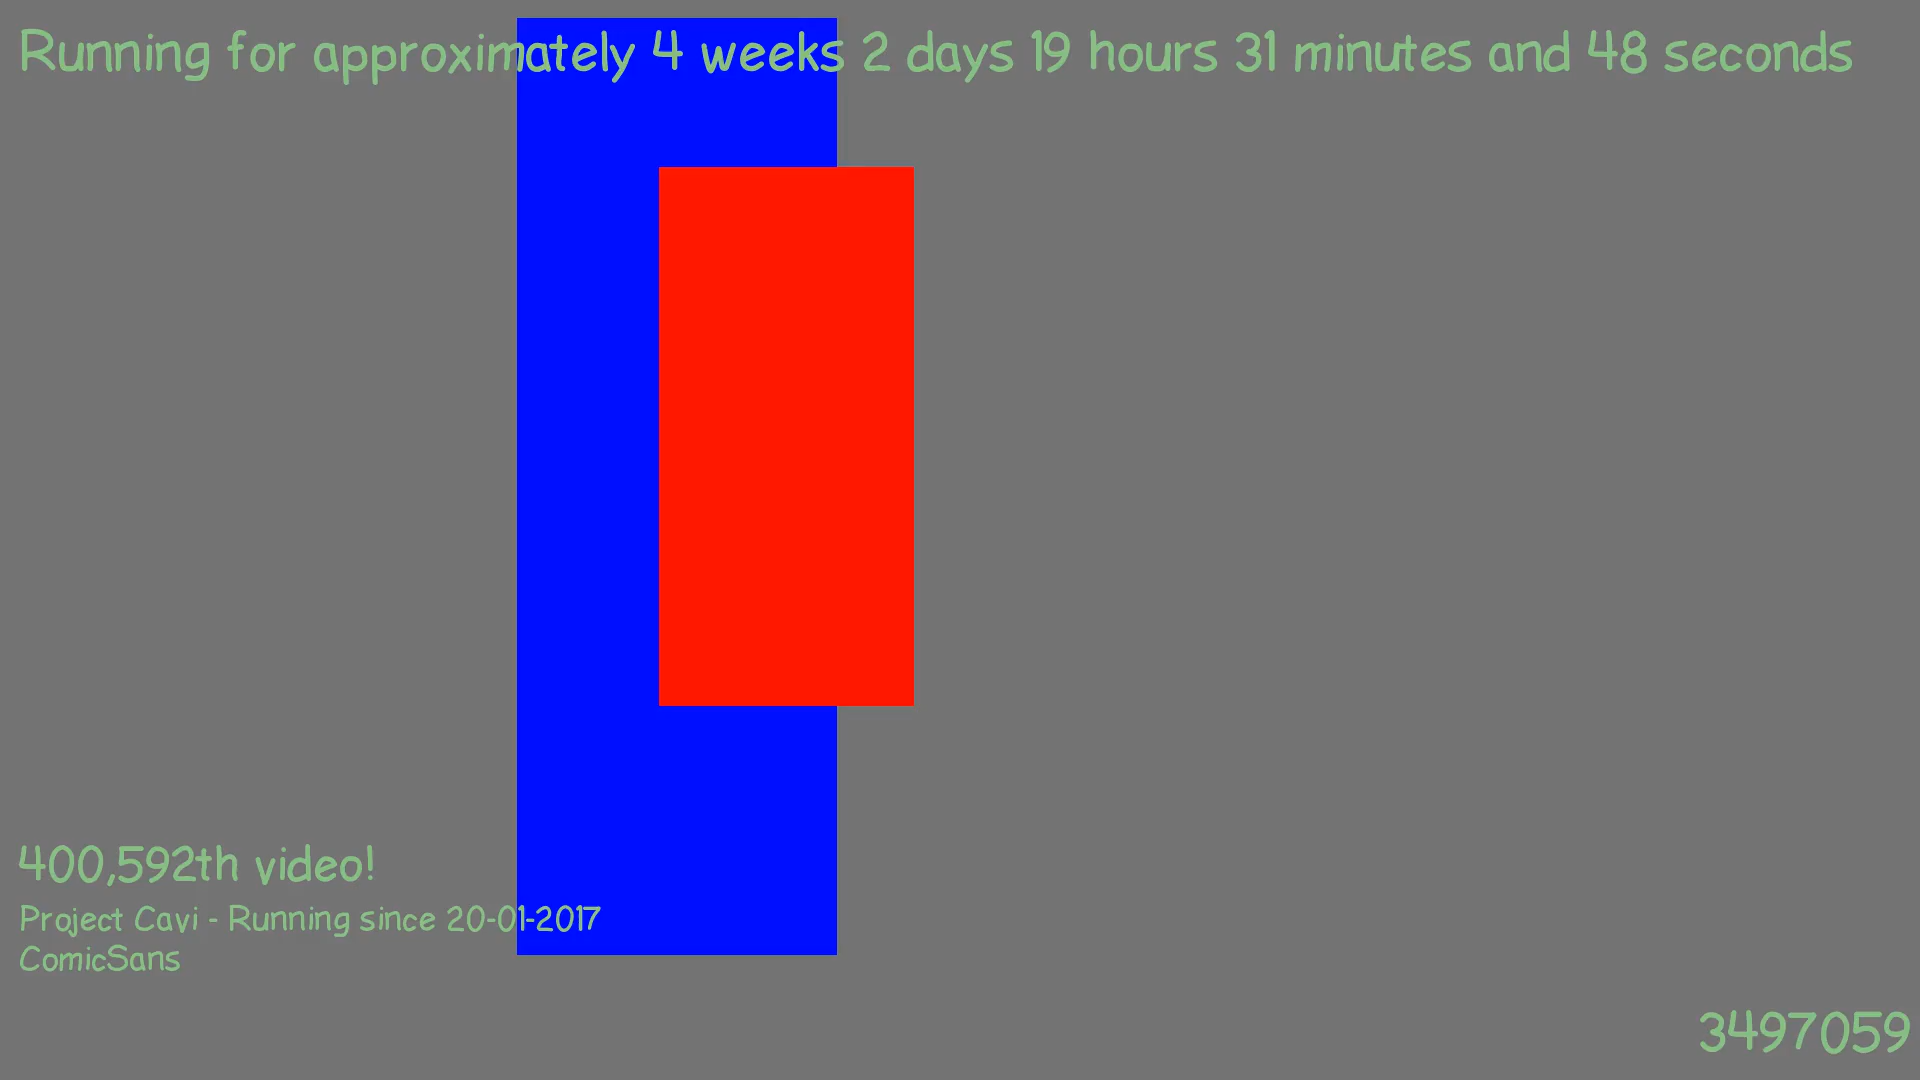 Running for approximately 4 weeks 2 days 19 hours 31 minutes and 48 seconds
400,592th video!
Project Cavi - Running since 20-01-2017
ComicSans
3497059